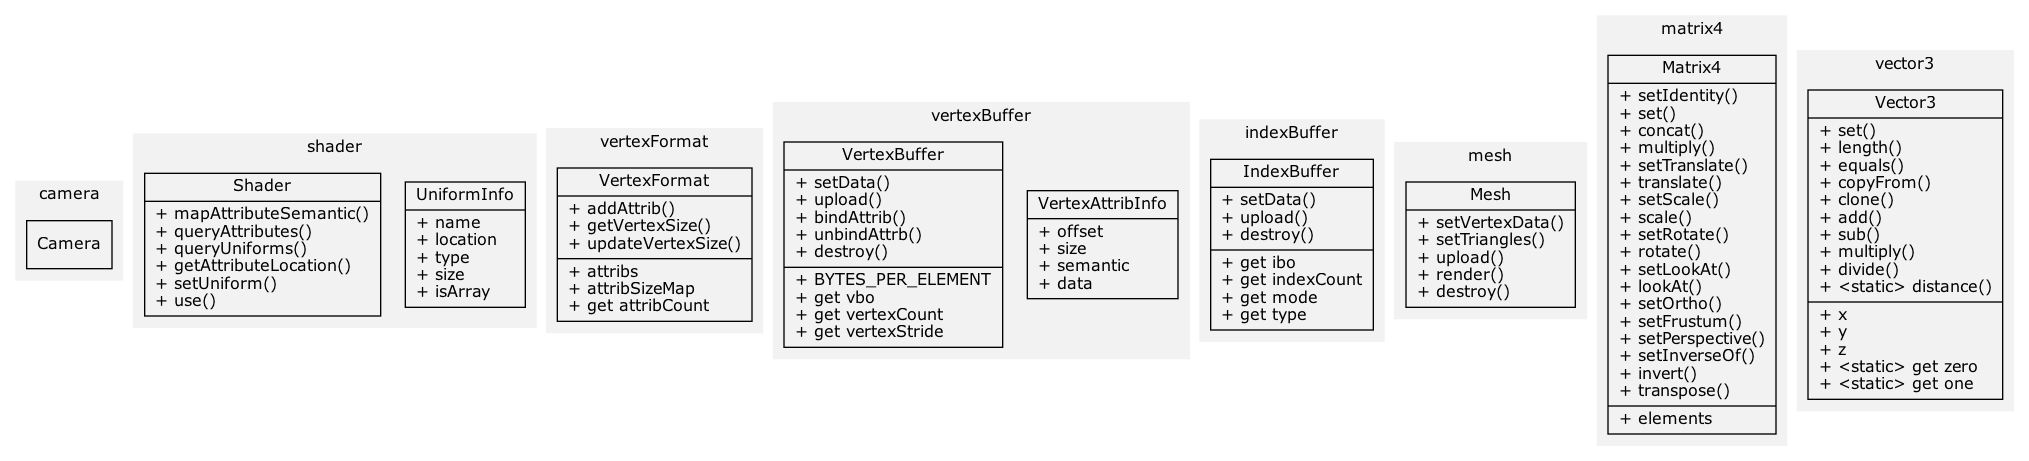 camera
Camera
shader
Shader
+ mapAttributeSemantic()
+ queryAttributes()
+ queryUniforms()
+ getAttributeLocation()
+ setUniform()
+ use()
UniformInfo
+ name
+ location
+ type
+ size
+ isArray
vertexFormat
VertexFormat
+ addAttrib()
+ getVertexSize()
+ updateVertexSize()
+ attribs
+ attribSizeMap
+ get attribCount
vertexBuffer
VertexBuffer
+ setData()
+ upload()
+ bindAttrib()
+ unbindAttrb()
+ destroy()
+ BYTES_PER_ELEMENT
+ get vbo
+ get vertexCount
+ get vertexStride
VertexAttribInfo
+ offset
+ size
+ semantic
+ data
indexBuffer
IndexBuffer
+ setData()
+ upload()
+ destroy()
+ get ibo
+ get indexCount
+ get mode
+ get type
mesh
Mesh
+ setVertexData()
+ setTriangles()
+ upload()
+ render()
+ destroy()
matrix4
Matrix4
+ setIdentity()
+ set()
+ concat()
+ multiply()
+ setTranslate()
+ translate()
+ setScale()
+ scale()
+ setRotate()
+ rotate()
+ setLookAt()
+ lookAt()
+ setOrtho()
+ setFrustum()
+ setPerspective()
+ setInverseOf()
+ invert()
+ transpose()
+ elements
vector3
Vector3
+ set()
+ length()
+ equals()
+ copyFrom()
+ clone()
+ add()
+ sub()
+ multiply()
+ divide()
+ <static> distance()
+ x
+ y
+ z
+ <static> get zero
+ <static> get one